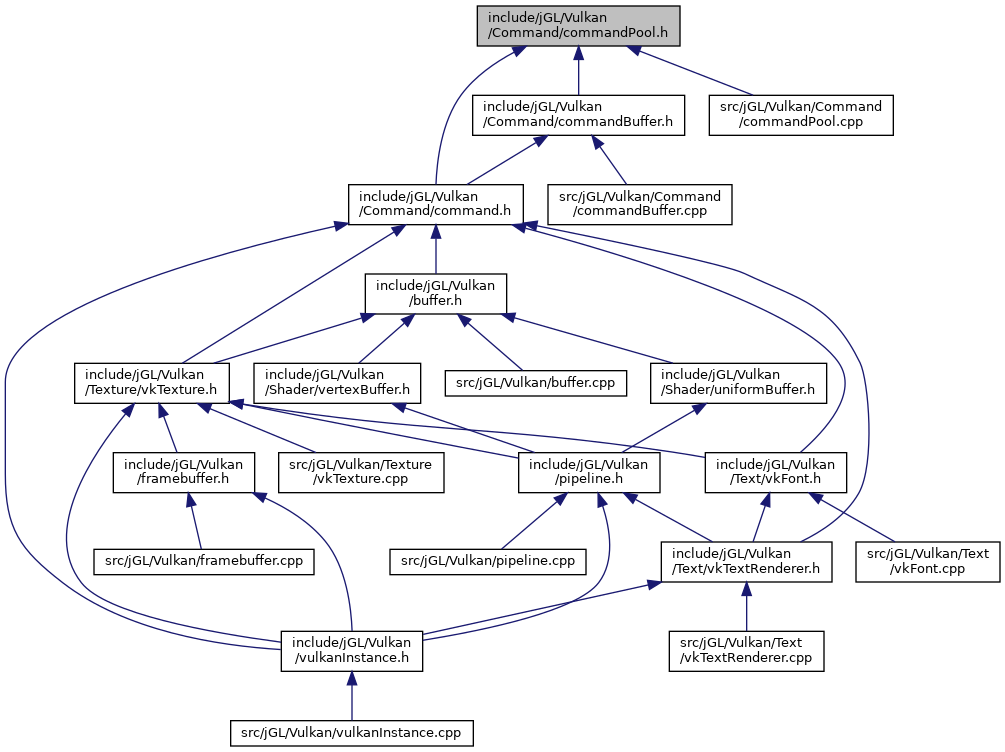 include/jGL/Vulkan
/Command/commandPool.h
include/jGL/Vulkan
/Command/commandBuffer.h
src/jGL/Vulkan/Command
/commandPool.cpp
include/jGL/Vulkan
/Command/command.h
src/jGL/Vulkan/Command
/commandBuffer.cpp
include/jGL/Vulkan
/buffer.h
include/jGL/Vulkan
/Texture/vkTexture.h
include/jGL/Vulkan
/Shader/vertexBuffer.h
src/jGL/Vulkan/buffer.cpp
include/jGL/Vulkan
/Shader/uniformBuffer.h
include/jGL/Vulkan
/framebuffer.h
src/jGL/Vulkan/Texture
/vkTexture.cpp
include/jGL/Vulkan
/pipeline.h
include/jGL/Vulkan
/Text/vkFont.h
src/jGL/Vulkan/framebuffer.cpp
src/jGL/Vulkan/pipeline.cpp
include/jGL/Vulkan
/Text/vkTextRenderer.h
src/jGL/Vulkan/Text
/vkFont.cpp
include/jGL/Vulkan
/vulkanInstance.h
src/jGL/Vulkan/Text
/vkTextRenderer.cpp
src/jGL/Vulkan/vulkanInstance.cpp